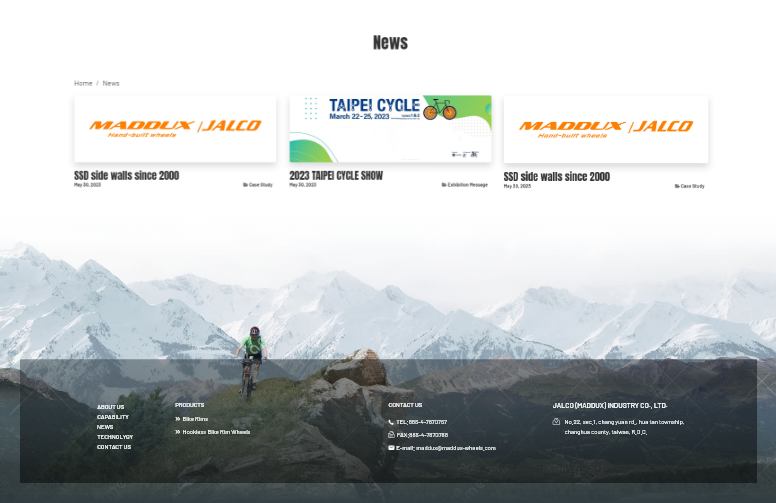 News
Home / News
MADDUX | JALCO
Hand-built wheels
TAIPEI CYCLE
March 22-25, 2023
MADDUX | JALCO
Hand-built wheels
SSD side walls since 2000
May 30, 2023
Case Study
2023 TAIPEI CYCLE SHOW
May 30, 2023
Exhibition Message
SSD side walls since 2000
May 30, 2023
Case Study
ABOUT US
CAPABILITY
NEWS
TECHNOLYGY
CONTACT US
PRODUCTS
Bike Rims
Hookless Bike Rim Wheels
CONTACT US
TEL:886-4-7870767
FAX:886-4-7870768
E-mail: maddux@maddux-wheels.com
JALCO (MADDUX) INDUSTRY CO., LTD.
No,22, sec,1, chang yuan rd,, hua tan township,
changhua county, taiwan, R,O,C,